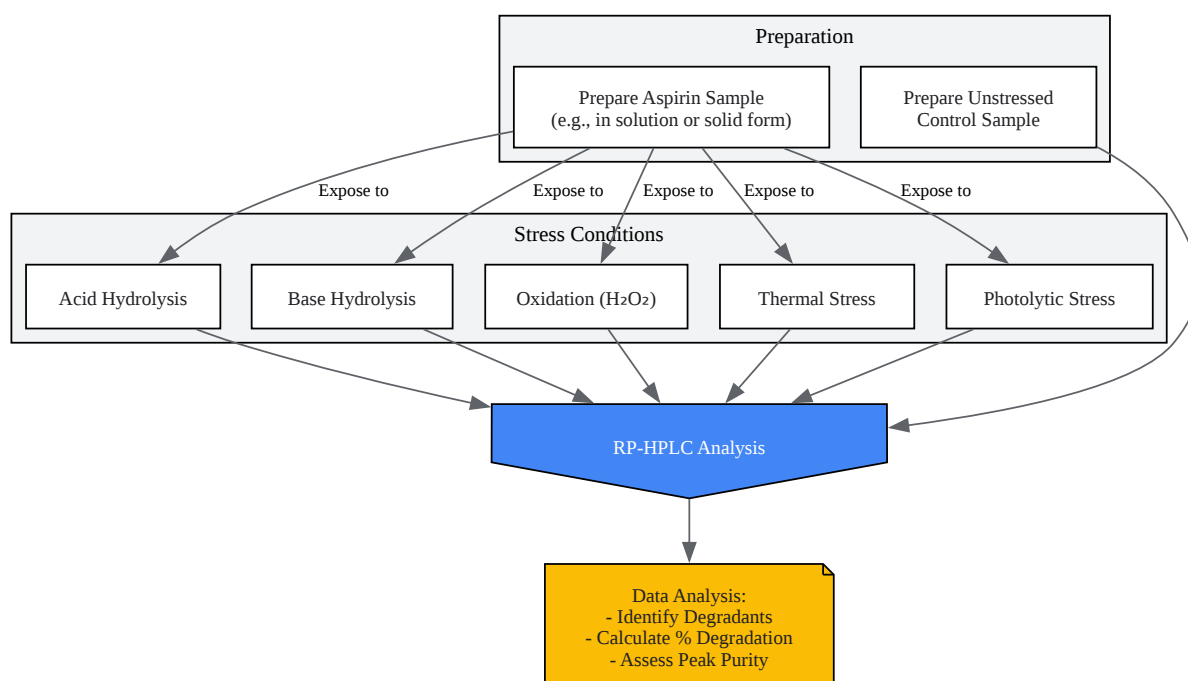 Preparation
Prepare Aspirin Sample
(e.g., in solution or solid form)
Prepare Unstressed
Control Sample
Expose to
Expose to
Expose to
Expose to
Expose to
Stress Conditions
Acid Hydrolysis
Base Hydrolysis
Oxidation (H₂O₂)
Thermal Stress
Photolytic Stress
RP-HPLC Analysis
Data Analysis:
- Identify Degradants
- Calculate % Degradation
- Assess Peak Purity